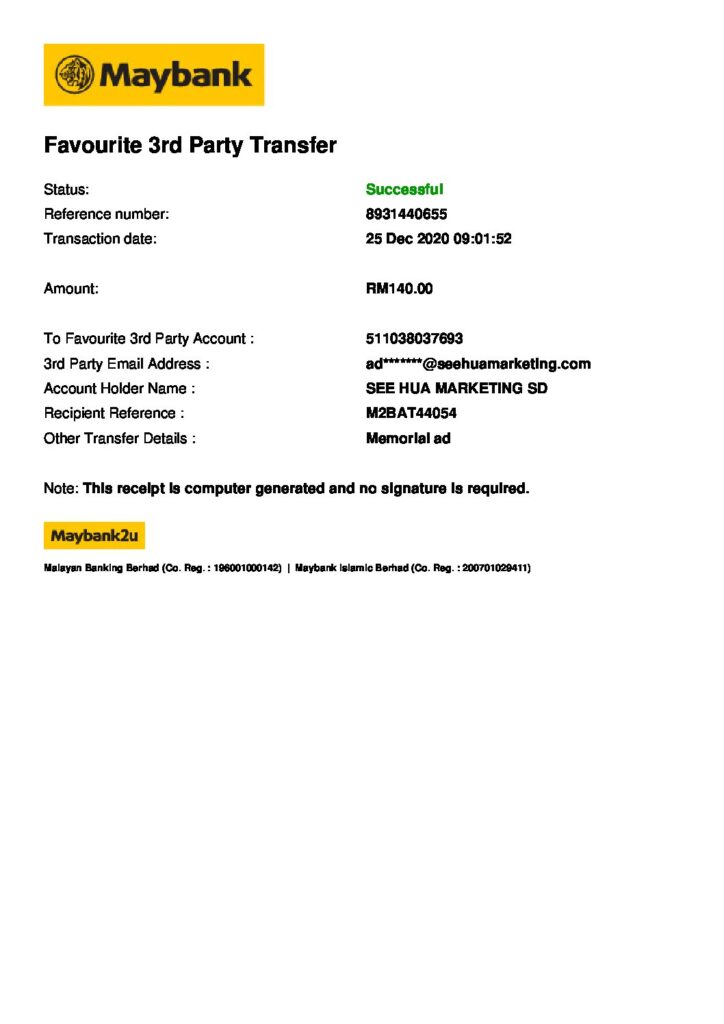 Maybank
Favourite 3rd Party Transfer
Status: Successful
Reference number: 8931440655
Transaction date: 25 Dec 2020 09:01:52
Amount: RM140.00
To Favourite 3rd Party Account : 511038037693
3rd Party Email Address : ad*******@seehuamarketing.com
Account Holder Name : SEE HUA MARKETING SD
Recipient Reference : M2BAT44054
Other Transfer Details : Memorial ad
Note: This receipt is computer generated and no signature is required.
Maybank2u
Malayan Banking Berhad (Co. Reg. : 196001000142) | Maybank Islamic Berhad (Co. Reg. : 200701029411)